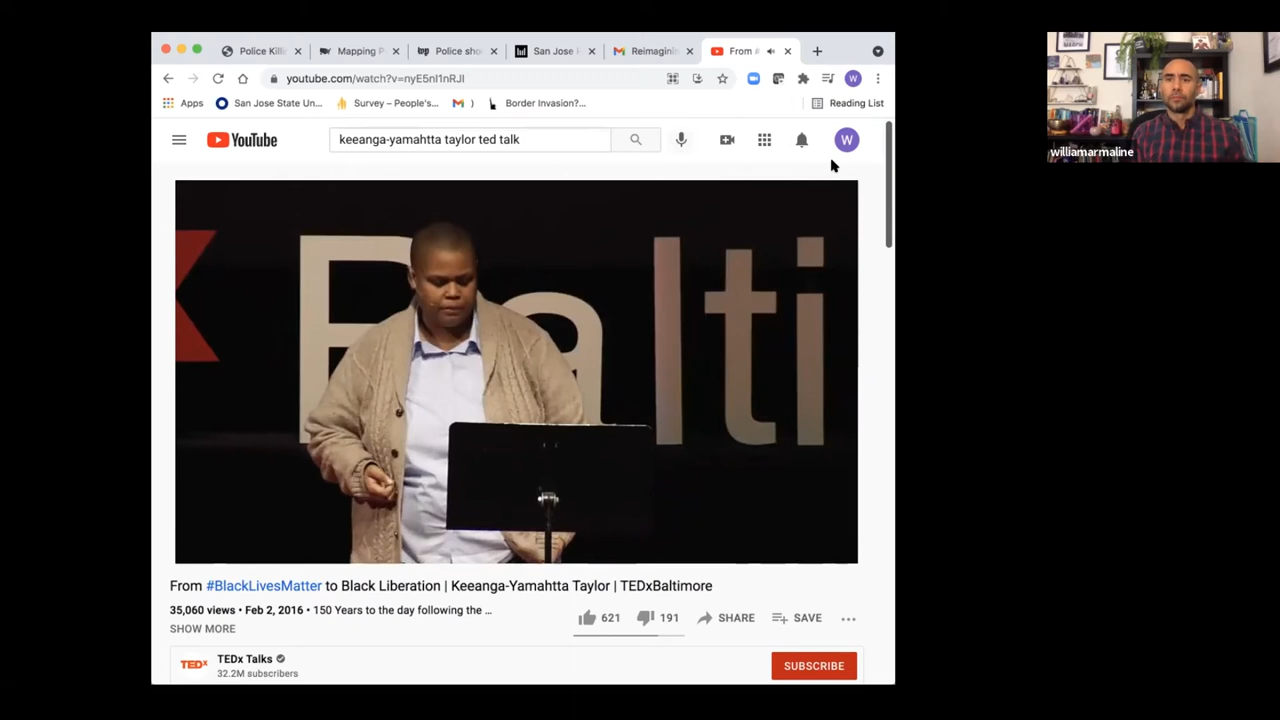 Police Killi
Mapping P
Police sho
San Jose
Reimagini
From #
youtube.com/watch?v=nyE5nI1nRJI
Apps
San Jose State Un...
Survey – People's...
)
Border Invasion?...
Reading List
YouTube
keeanga-yamahtta taylor ted talk
W
williamarmaline
x Balti
From #BlackLivesMatter to Black Liberation | Keeanga-Yamahtta Taylor | TEDxBaltimore
35,060 views • Feb 2, 2016 • 150 Years to the day following the ...
621
191
SHARE
SAVE
SHOW MORE
TEDx
TEDx Talks
32.2M subscribers
SUBSCRIBE